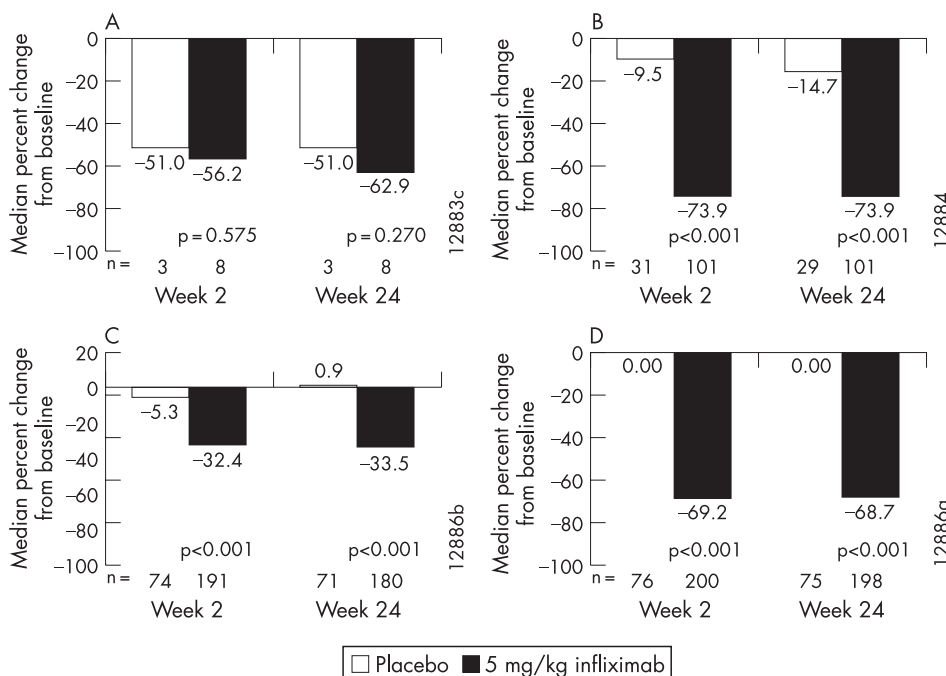 A
Median percent change
from baseline
0
−20
−40
−60
−80
−100
−51.0
−56.2
−51.0
−62.9
p = 0.575
p = 0.270
n = 3 8 3 8
Week 2 Week 24
12883c
B
Median percent change
from baseline
0
−20
−40
−60
−80
−100
−9.5
−73.9
−14.7
−73.9
p<0.001
p<0.001
n = 31 101 29 101
Week 2 Week 24
12884
C
Median percent change
from baseline
20
0
−20
−40
−60
−80
−100
−5.3
−32.4
0.9
−33.5
p<0.001
p<0.001
n = 74 191 71 180
Week 2 Week 24
12886b
D
Median percent change
from baseline
0
−20
−40
−60
−80
−100
0.00
−69.2
0.00
−68.7
p<0.001
p<0.001
n = 76 200 75 198
Week 2 Week 24
12886a
Placebo 5 mg/kg infliximab